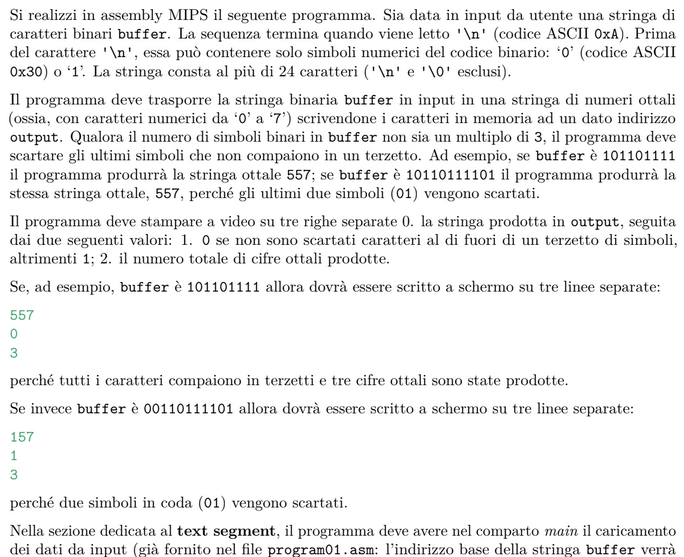 Si realizzi in assembly MIPS il seguente programma. Sia data in input da utente una stringa di
caratteri binari buffer. La sequenza termina quando viene letto '\n' (codice ASCII 0xA). Prima
del carattere '\n', essa può contenere solo simboli numerici del codice binario: ‘0’ (codice ASCII
0x30) o ‘1’. La stringa consta al più di 24 caratteri ('\n' e '\0' esclusi).
Il programma deve trasporre la stringa binaria buffer in input in una stringa di numeri ottali
(ossia, con caratteri numerici da ‘0’ a ‘7’) scrivendone i caratteri in memoria ad un dato indirizzo
output. Qualora il numero di simboli binari in buffer non sia un multiplo di 3, il programma deve
scartare gli ultimi simboli che non compaiono in un terzetto. Ad esempio, se buffer è 101101111
il programma produrrà la stringa ottale 557; se buffer è 10110111101 il programma produrrà la
stessa stringa ottale, 557, perché gli ultimi due simboli (01) vengono scartati.
Il programma deve stampare a video su tre righe separate 0. la stringa prodotta in output, seguita
dai due seguenti valori: 1. 0 se non sono scartati caratteri al di fuori di un terzetto di simboli,
altrimenti 1; 2. il numero totale di cifre ottali prodotte.
Se, ad esempio, buffer è 101101111 allora dovrà essere scritto a schermo su tre linee separate:
557
0
3
perché tutti i caratteri compaiono in terzetti e tre cifre ottali sono state prodotte.
Se invece buffer è 00110111101 allora dovrà essere scritto a schermo su tre linee separate:
157
1
3
perché due simboli in coda (01) vengono scartati.
Nella sezione dedicata al text segment, il programma deve avere nel comparto main il caricamento
dei dati da input (già fornito nel file program01.asm: l'indirizzo base della stringa buffer verrà